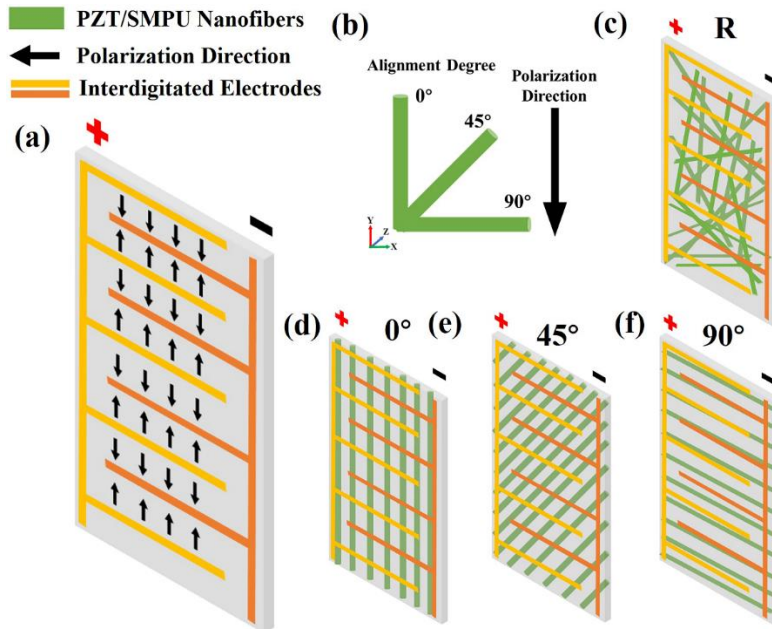 PZT/SMPU Nanofibers
Polarization Direction
Interdigitated Electrodes
(a)
(b)
Alignment Degree
0°
45°
90°
Polarization
Direction
Y
Z
X
(c)
R
(d)
0°
(e)
45°
(f)
90°